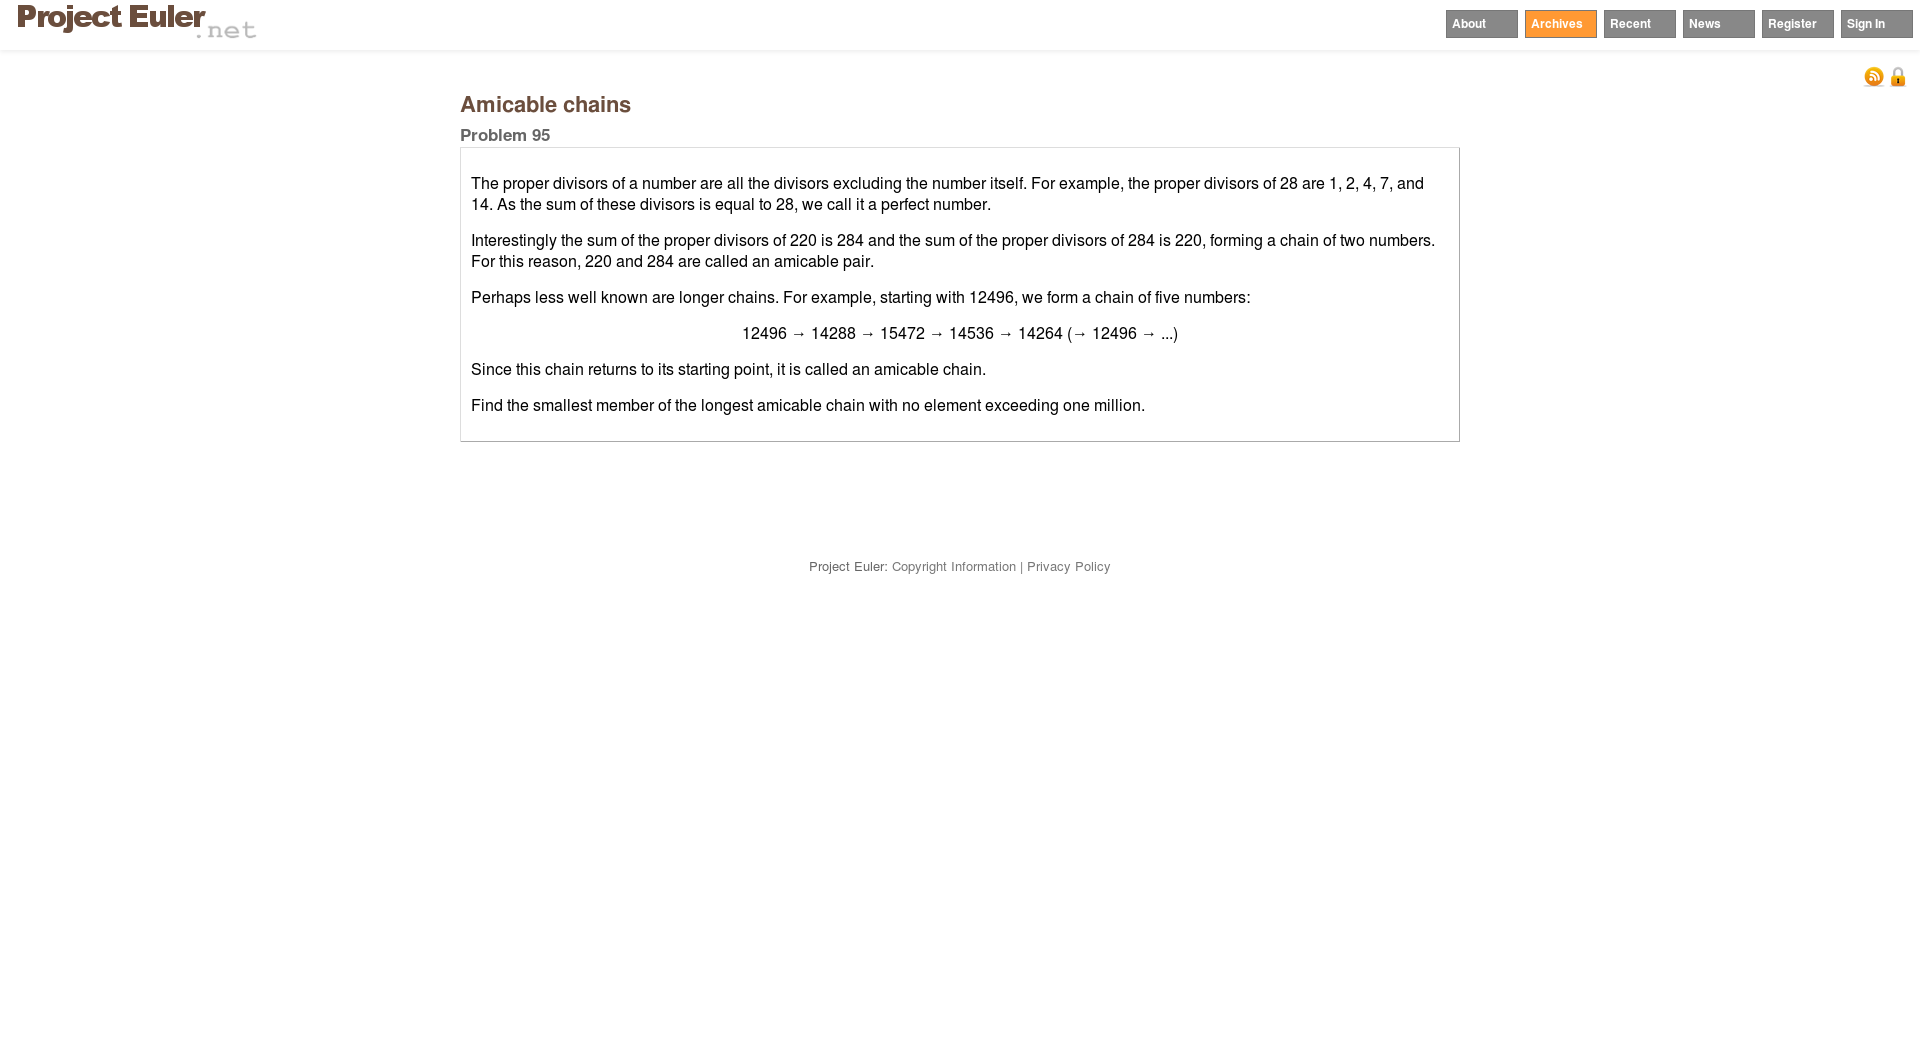 Project Euler.net
About
Archives
Recent
News
Register
Sign In
Amicable chains
Problem 95
The proper divisors of a number are all the divisors excluding the number itself. For example, the proper divisors of 28 are 1, 2, 4, 7, and
14. As the sum of these divisors is equal to 28, we call it a perfect number.
Interestingly the sum of the proper divisors of 220 is 284 and the sum of the proper divisors of 284 is 220, forming a chain of two numbers.
For this reason, 220 and 284 are called an amicable pair.
Perhaps less well known are longer chains. For example, starting with 12496, we form a chain of five numbers:
12496 → 14288 → 15472 → 14536 → 14264 (→ 12496 → ...)
Since this chain returns to its starting point, it is called an amicable chain.
Find the smallest member of the longest amicable chain with no element exceeding one million.
Project Euler: Copyright Information | Privacy Policy